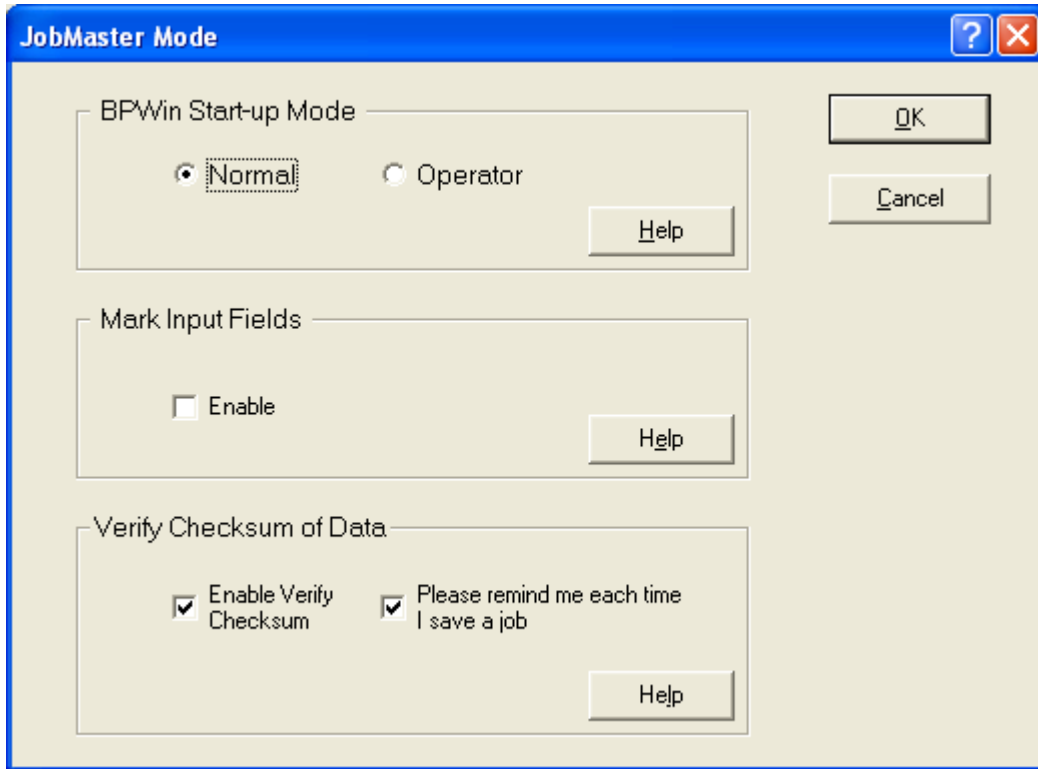 JobMaster Mode
BPWin Start-up Mode
OK
Normal
Operator
Cancel
Help
Mark Input Fields
Enable
Help
Verify Checksum of Data
Enable Verify
Checksum
Please remind me each time
I save a job
Help